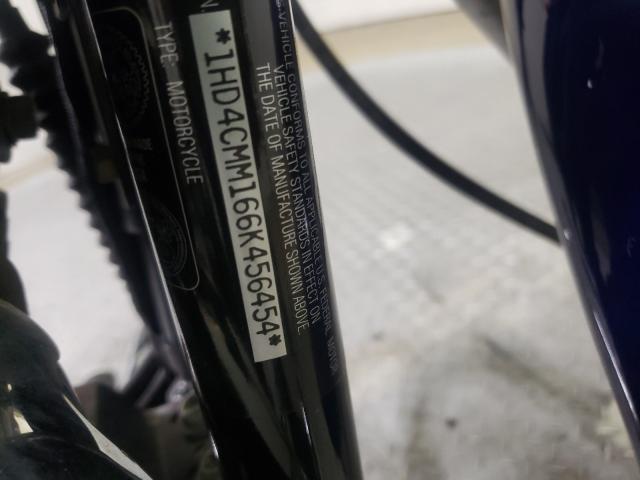 TYPE: MOTORCYCLE
*1HD4CMM166K456454*
VEHICLE CONFORMS TO ALL APPLICABLE U.S. FEDERAL MOTOR
VEHICLE SAFETY STANDARDS IN EFFECT ON
THE DATE OF MANUFACTURE SHOWN ABOVE.